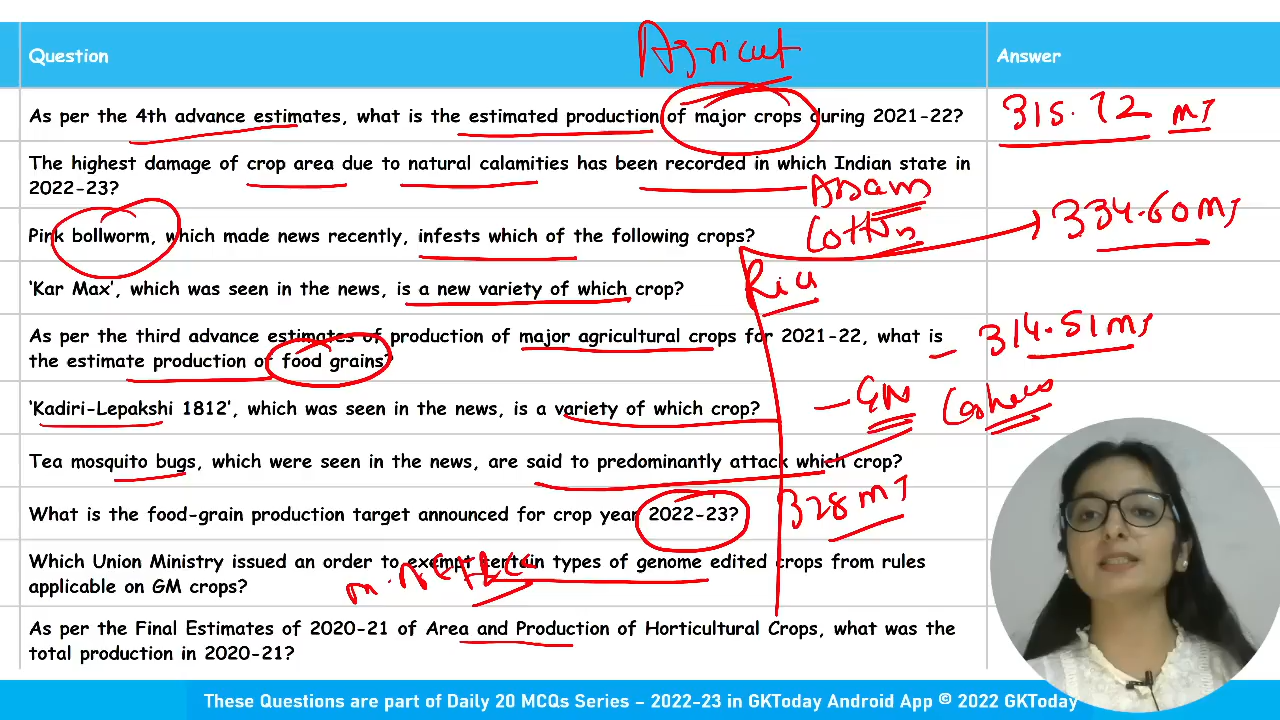 Agricut
Question
Answer
As per the 4th advance estimates, what is the estimated production of major crops during 2021-22?
315.72 mT
The highest damage of crop area due to natural calamities has been recorded in which Indian state in
2022-23?
Assam
Pink bollworm, which made news recently, infests which of the following crops?
Cotton
334.60 mT
'Kar Max', which was seen in the news, is a new variety of which crop?
As per the third advance estimates of production of major agricultural crops for 2021-22, what is
the estimate production of food grains?
314.51 mT
'Kadiri-Lepakshi 1812', which was seen in the news, is a variety of which crop?
GN
Tea mosquito bugs, which were seen in the news, are said to predominantly attack which crop?
What is the food-grain production target announced for crop year 2022-23?
328 mT
Which Union Ministry issued an order to exempt certain types of genome edited crops from rules
applicable on GM crops?
As per the Final Estimates of 2020-21 of Area and Production of Horticultural Crops, what was the
total production in 2020-21?
These Questions are part of Daily 20 MCQs Series – 2022-23 in GKToday Android App © 2022 GKToday